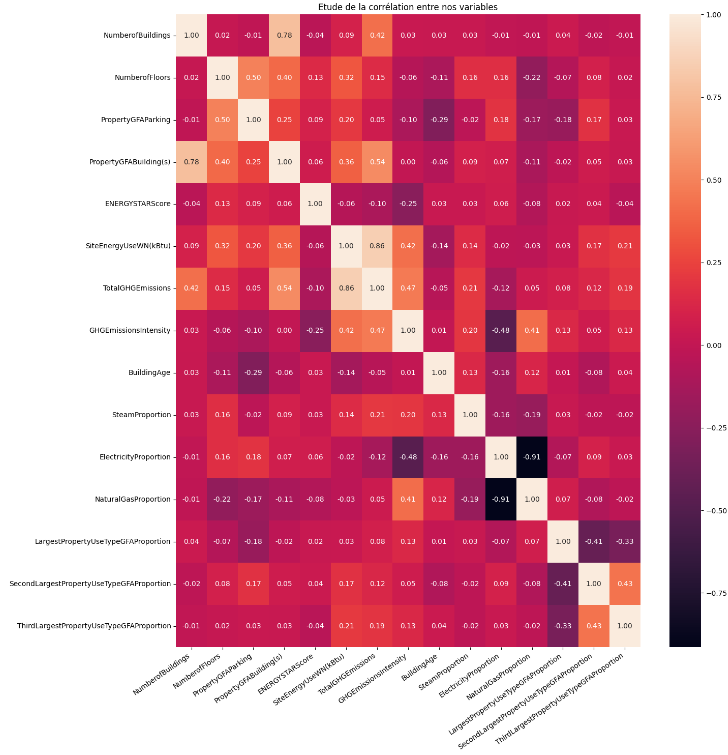 Etude de la corrélation entre nos variables
NumberofBuildings 1.00 0.02 -0.01 0.78 -0.04 0.09 0.42 0.03 0.03 0.03 -0.01 -0.01 0.04 -0.02 -0.01
NumberofFloors 0.02 1.00 0.50 0.40 0.13 0.32 0.15 -0.06 -0.11 0.16 0.16 -0.22 -0.07 0.08 0.02
PropertyGFAParking -0.01 0.50 1.00 0.25 0.09 0.20 0.05 -0.10 -0.29 -0.02 0.18 -0.17 -0.18 0.17 0.03
PropertyGFABuilding(s) 0.78 0.40 0.25 1.00 0.06 0.36 0.54 0.00 -0.06 0.09 0.07 -0.11 -0.02 0.05 0.03
ENERGYSTARScore -0.04 0.13 0.09 0.06 1.00 -0.06 -0.10 -0.25 0.03 0.03 0.06 -0.08 0.02 0.04 -0.04
SiteEnergyUseWN(kBtu) 0.09 0.32 0.20 0.36 -0.06 1.00 0.86 0.42 -0.14 0.14 -0.02 -0.03 0.03 0.17 0.21
TotalGHGEmissions 0.42 0.15 0.05 0.54 -0.10 0.86 1.00 0.47 -0.05 0.21 -0.12 0.05 0.08 0.12 0.19
GHGEmissionsIntensity 0.03 -0.06 -0.10 0.00 -0.25 0.42 0.47 1.00 0.01 0.20 -0.48 0.41 0.13 0.05 0.13
BuildingAge 0.03 -0.11 -0.29 -0.06 0.03 -0.14 -0.05 0.01 1.00 0.13 -0.16 0.12 0.01 -0.08 0.04
SteamProportion 0.03 0.16 -0.02 0.09 0.03 0.14 0.21 0.20 0.13 1.00 -0.16 -0.19 0.03 -0.02 -0.02
ElectricityProportion -0.01 0.16 0.18 0.07 0.06 -0.02 -0.12 -0.48 -0.16 -0.16 1.00 -0.91 -0.07 0.09 0.03
NaturalGasProportion -0.01 -0.22 -0.17 -0.11 -0.08 -0.03 0.05 0.41 0.12 -0.19 -0.91 1.00 0.07 -0.08 -0.02
LargestPropertyUseTypeGFAProportion 0.04 -0.07 -0.18 -0.02 0.02 0.03 0.08 0.13 0.01 0.03 -0.07 0.07 1.00 -0.41 -0.33
SecondLargestPropertyUseTypeGFAProportion -0.02 0.08 0.17 0.05 0.04 0.17 0.12 0.05 -0.08 -0.02 0.09 -0.08 -0.41 1.00 0.43
ThirdLargestPropertyUseTypeGFAProportion -0.01 0.02 0.03 0.03 -0.04 0.21 0.19 0.13 0.04 -0.02 0.03 -0.02 -0.33 0.43 1.00
NumberofBuildings
NumberofFloors
PropertyGFAParking
PropertyGFABuilding(s)
ENERGYSTARScore
SiteEnergyUseWN(kBtu)
TotalGHGEmissions
GHGEmissionsIntensity
BuildingAge
SteamProportion
ElectricityProportion
NaturalGasProportion
LargestPropertyUseTypeGFAProportion
SecondLargestPropertyUseTypeGFAProportion
ThirdLargestPropertyUseTypeGFAProportion
1.00
0.75
0.50
0.25
0.00
−0.25
−0.50
−0.75